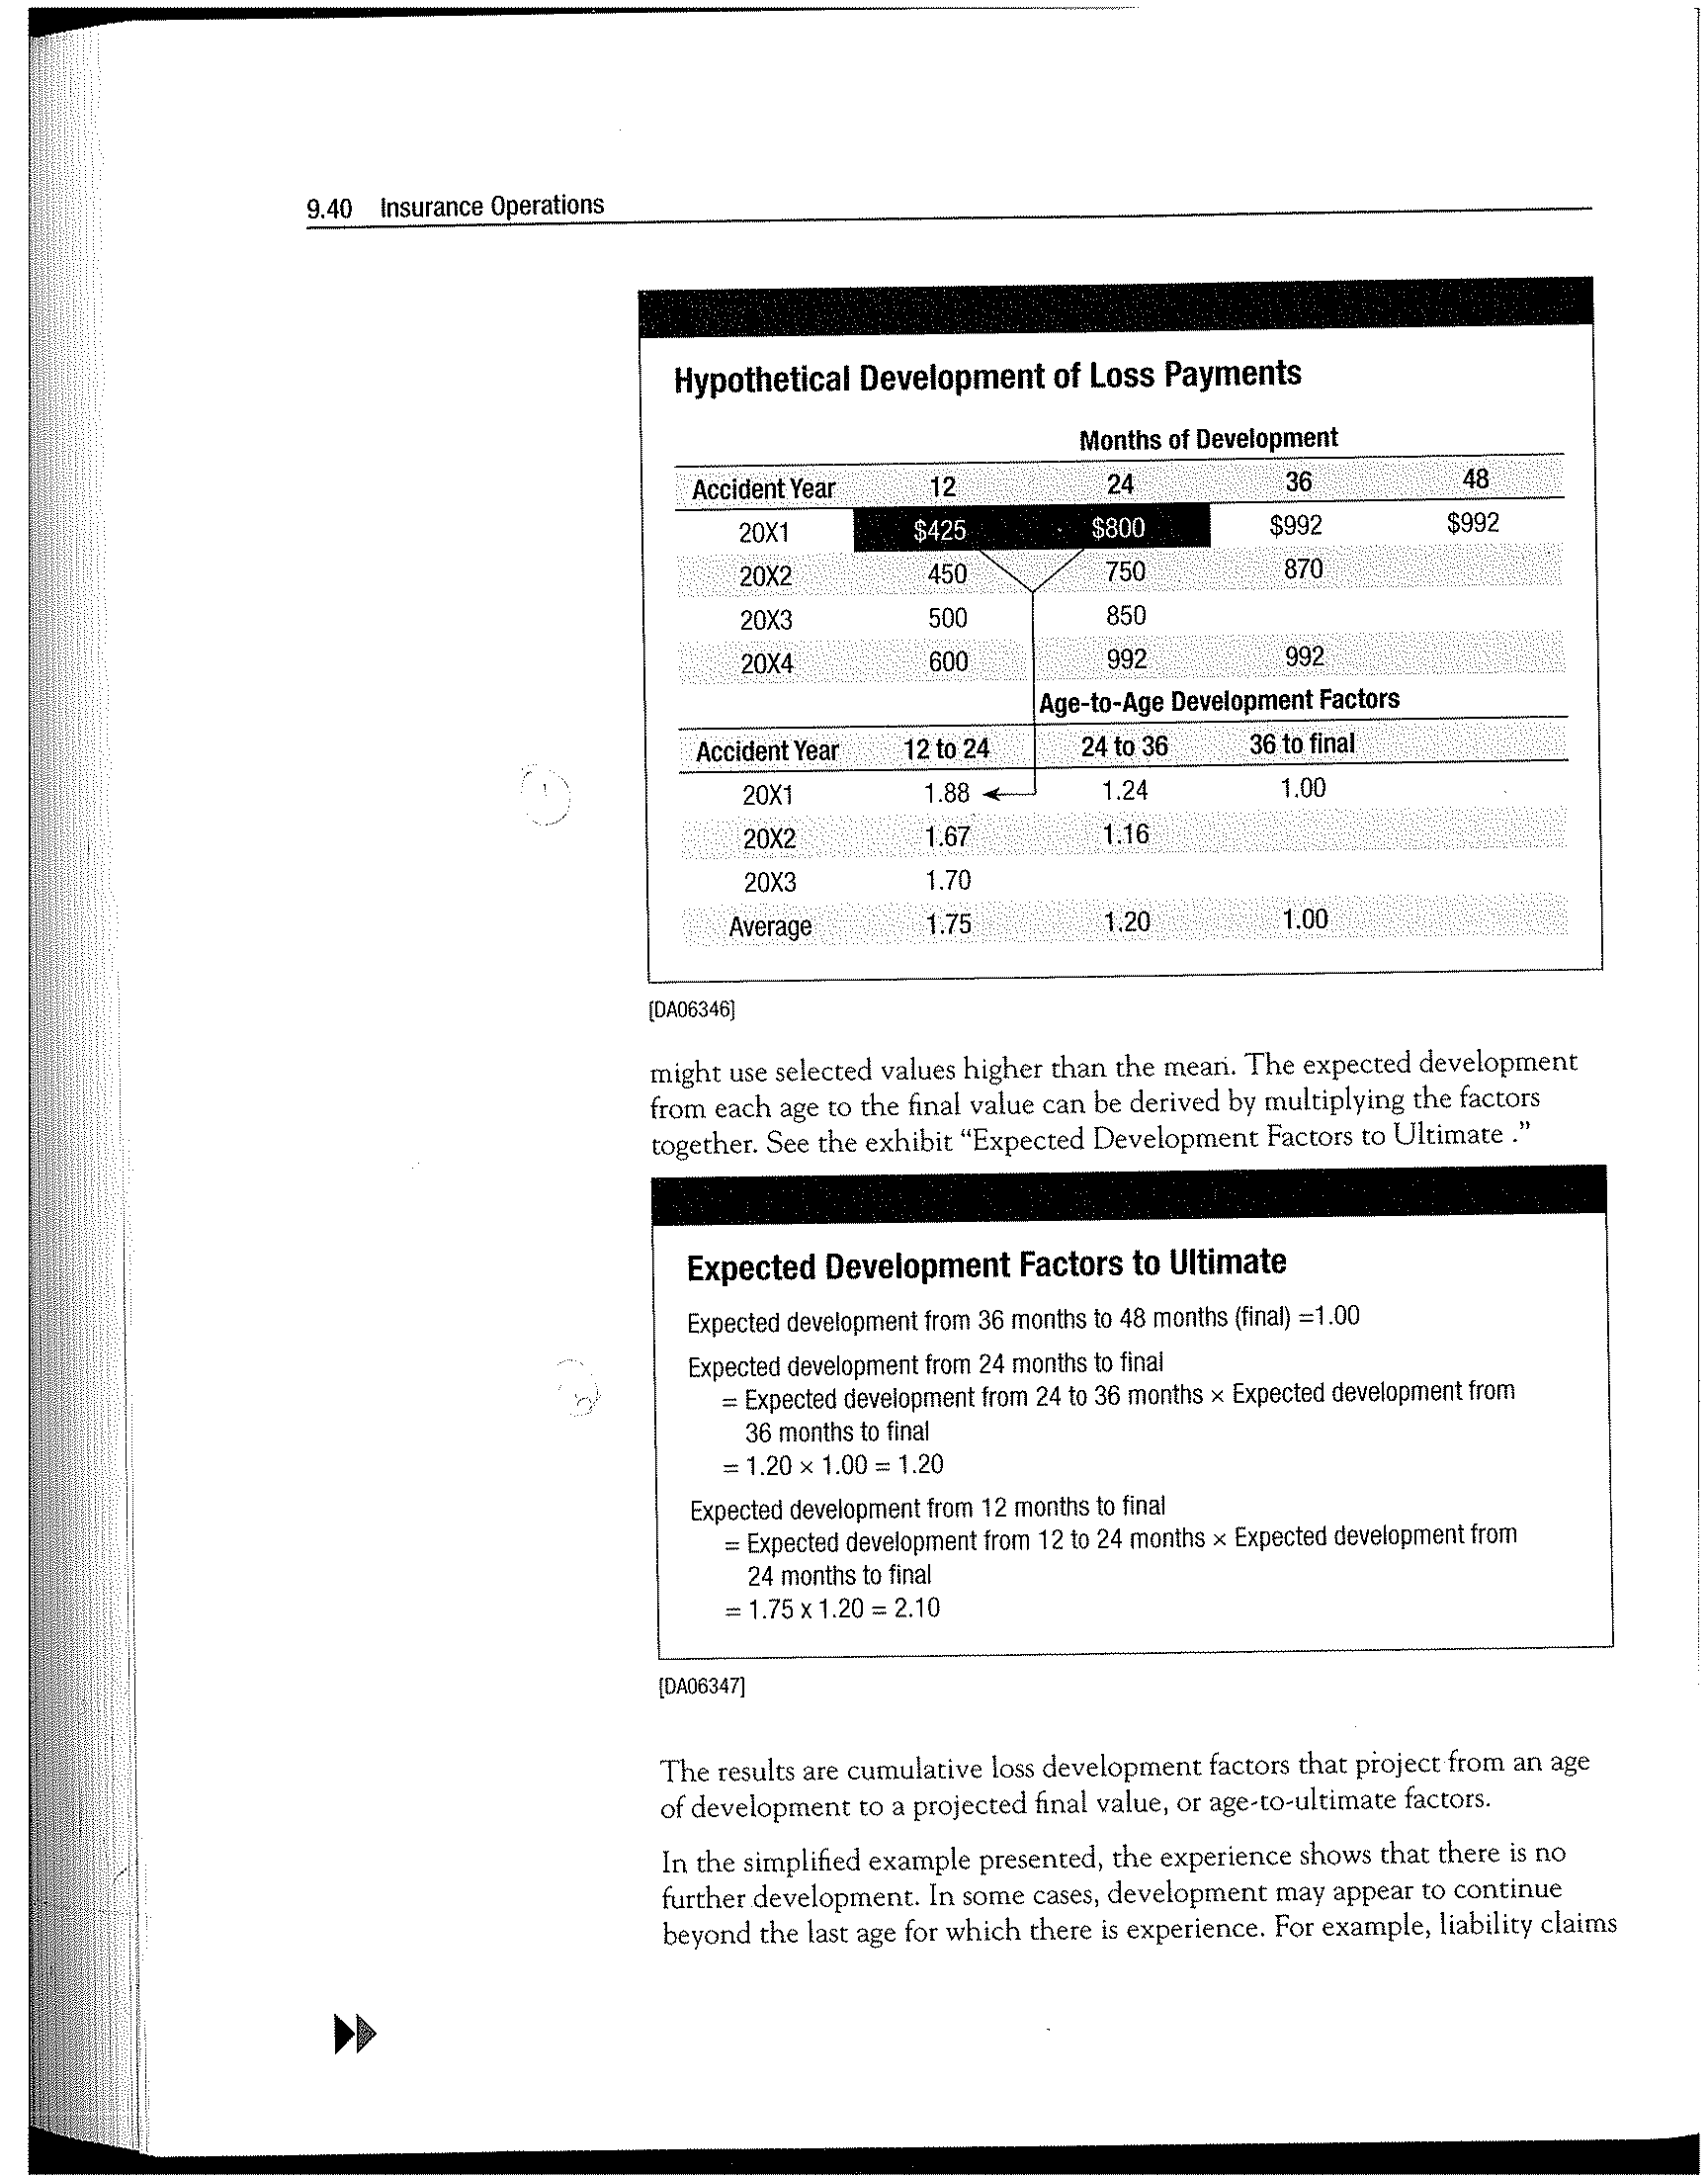 9.40 Insurance Operations
Hypothetical Development of Loss Payments
Months of Development
Accident Year 12 24 36 48
20X1 $425 $800 $992 $992
20X2 450 750 870
20X3 500 850
20X4 600 992 992
Age-to-Age Development Factors
Accident Year 12 to 24 24 to 36 36 to final
20X1 1.88 1.24 1.00
20X2 1.67 1.16
20X3 1.70
Average 1.75 1.20 1.00
[DA06346]
might use selected values higher than the mean. The expected development
from each age to the final value can be derived by multiplying the factors
together. See the exhibit “Expected Development Factors to Ultimate .”
Expected Development Factors to Ultimate
Expected development from 36 months to 48 months (final) =1.00
Expected development from 24 months to final
= Expected development from 24 to 36 months × Expected development from
36 months to final
= 1.20 × 1.00 = 1.20
Expected development from 12 months to final
= Expected development from 12 to 24 months × Expected development from
24 months to final
= 1.75 x 1.20 = 2.10
[DA06347]
The results are cumulative loss development factors that project from an age
of development to a projected final value, or age-to-ultimate factors.
In the simplified example presented, the experience shows that there is no
further development. In some cases, development may appear to continue
beyond the last age for which there is experience. For example, liability claims